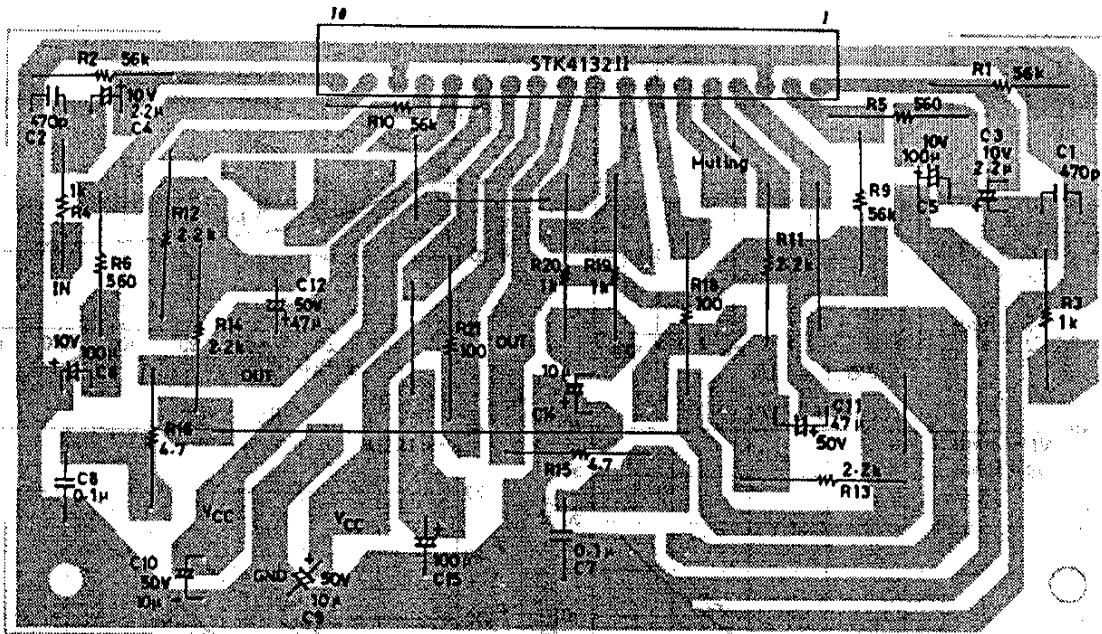 18 1
STK4132II
R2 56k
10V
2.2μ
C4
470p
C2
R10 56k
R1 56k
R5 560
C3
10V
2.2μ
10V
100μ
C5
C1
470p
Muting
1k
R4
R12
2.2k
R9
56k
R6
560
IN
C12
50V
47μ
R20
1k
R19
1k
R18
100
R11
2.2k
R3
1k
R14
2.2k
R21
100
OUT
10V
100μ
C6
OUT
10μ
C14
C11
47μ
50V
R16
4.7
R15 4.7
2.2k
R13
C8
0.1μ
VCC
VCC
100μ
C15
0.1μ
C7
C10
50V
10μ
GND
50V
10μ
C9